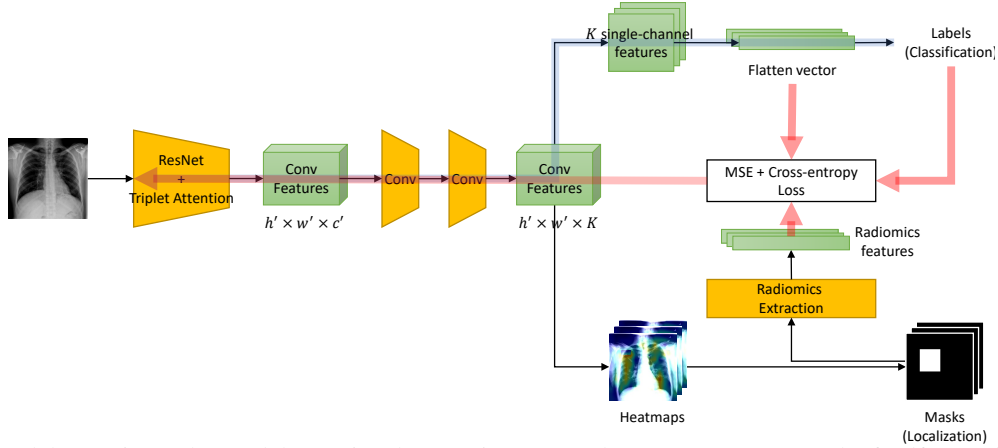 K single-channel
features
Labels
(Classification)
Flatten vector
ResNet
+
Triplet Attention
Conv
Features
Conv
Conv
Conv
Features
MSE + Cross-entropy
Loss
h′ × w′ × c′
h′ × w′ × K
Radiomics
features
Radiomics
Extraction
Heatmaps
Masks
(Localization)